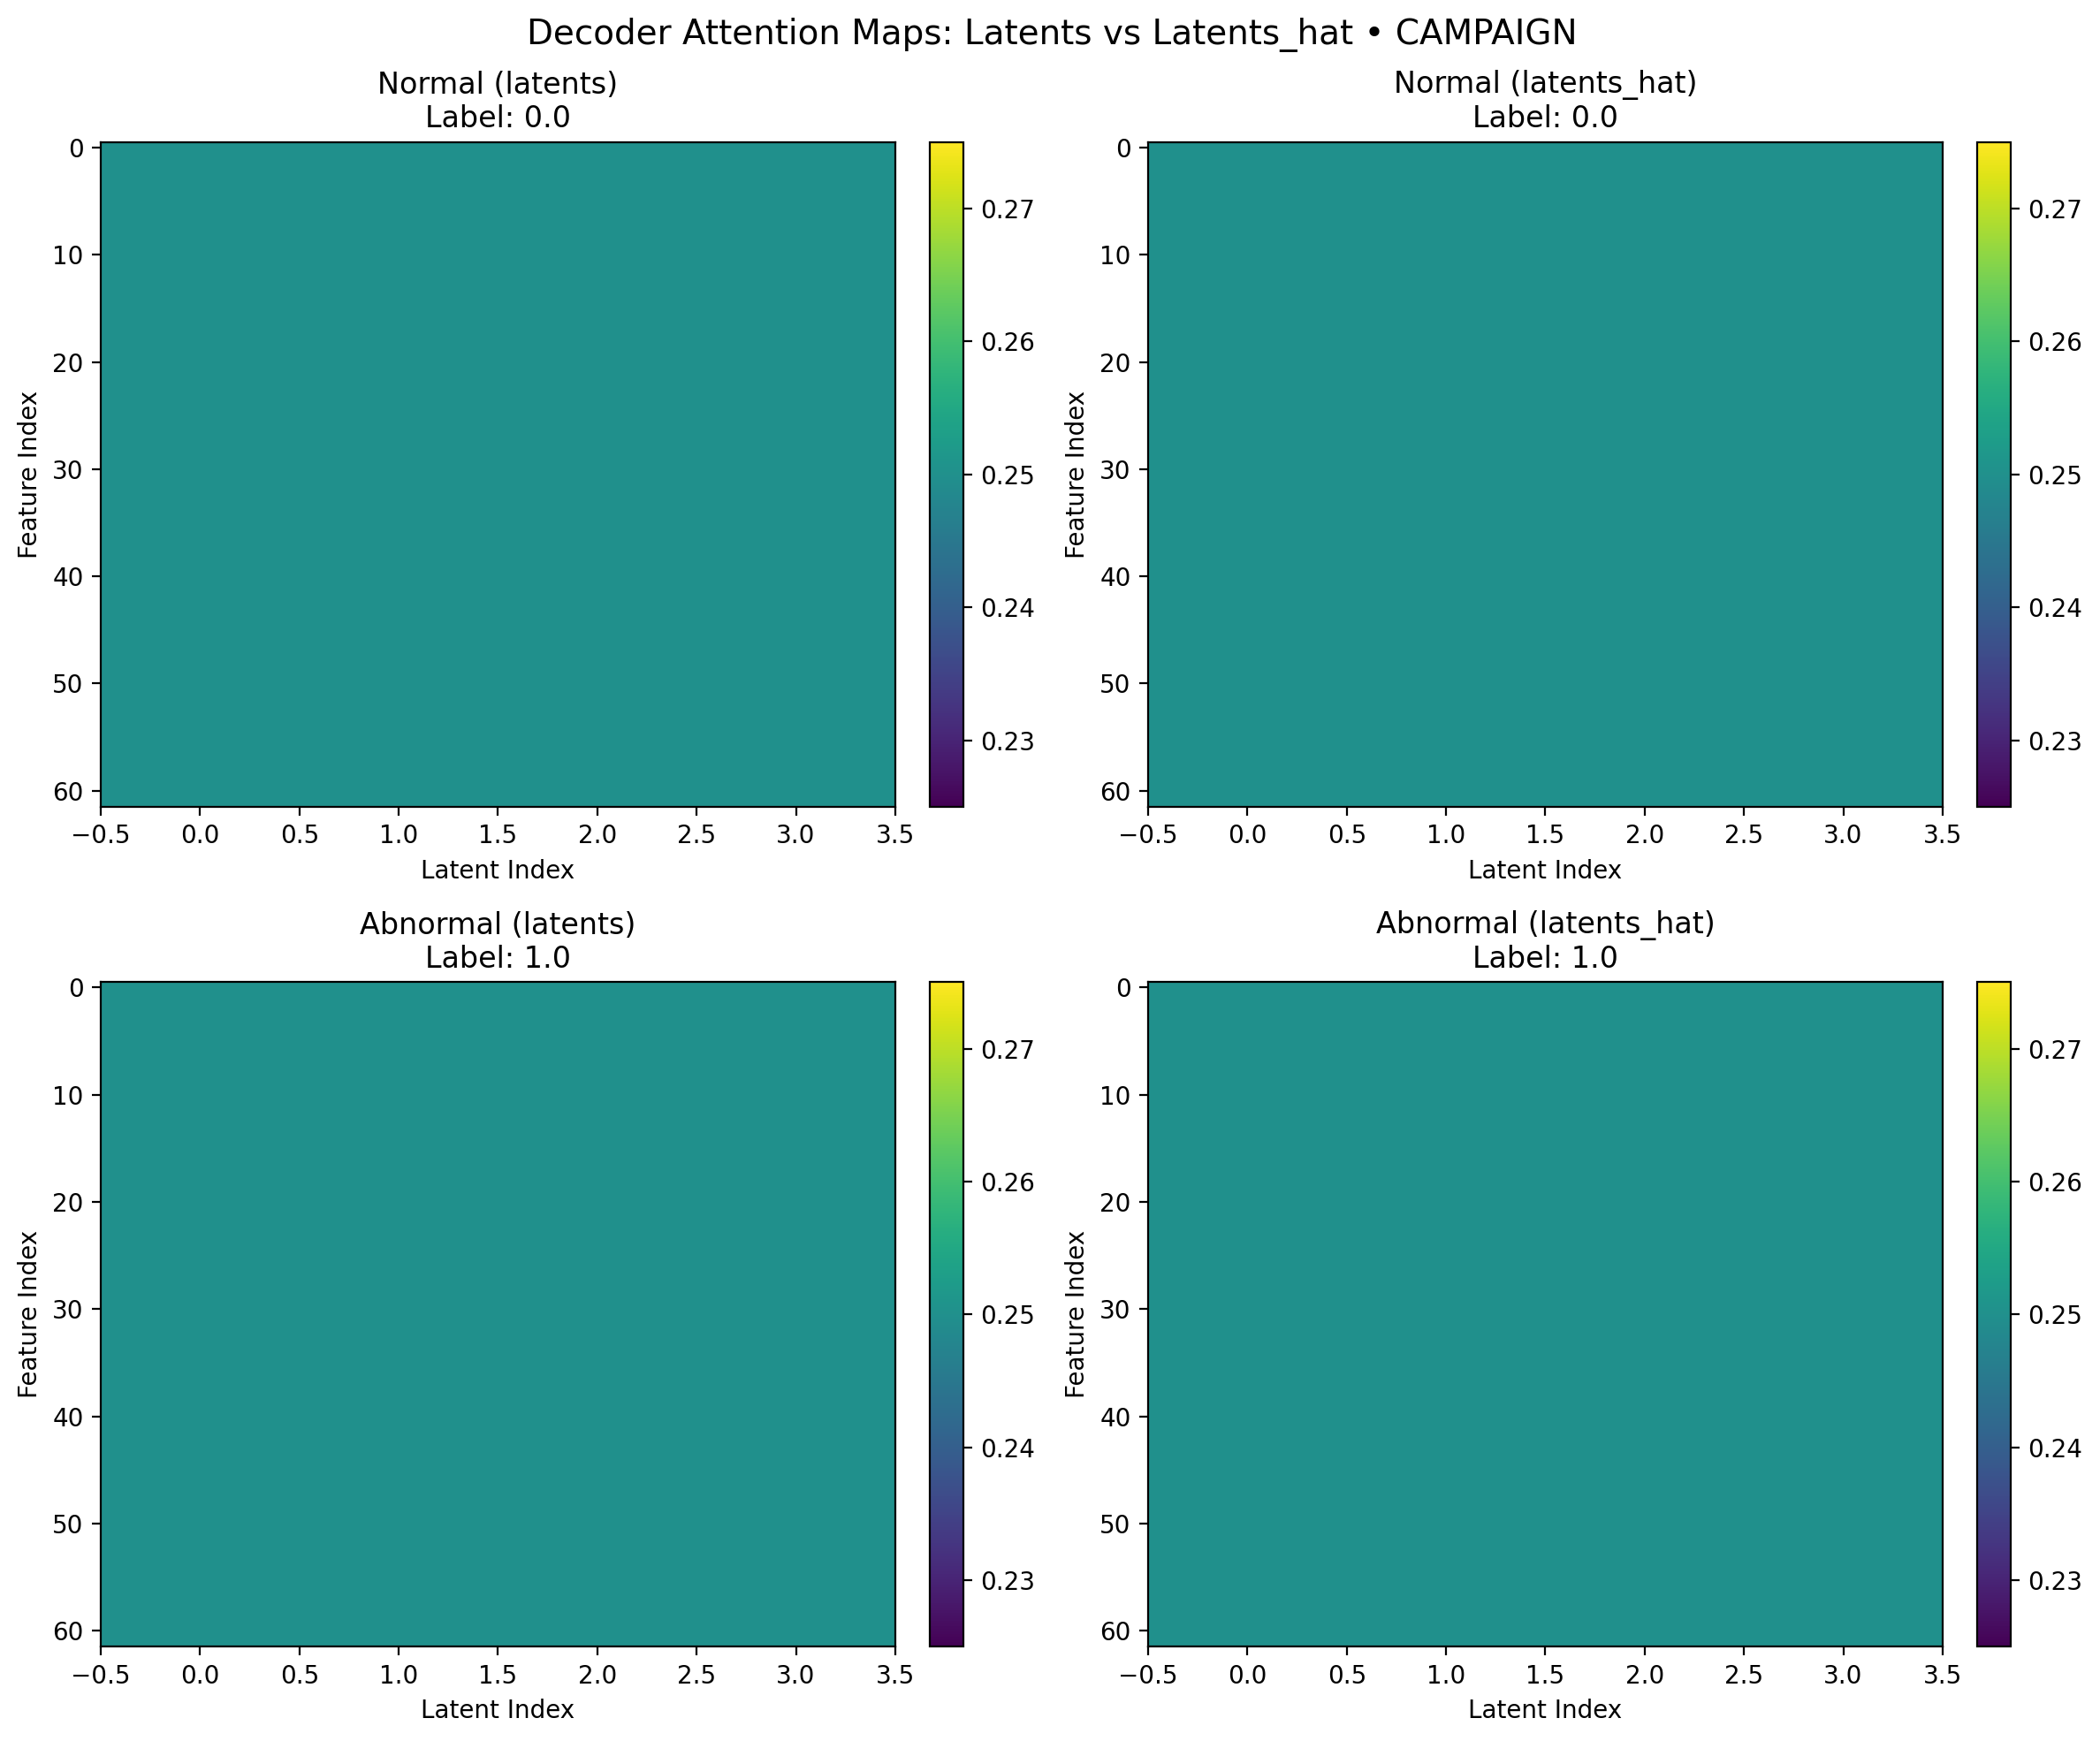 Decoder Attention Maps: Latents vs Latents_hat • CAMPAIGN
Normal (latents)
Label: 0.0
0
10
20
30
40
50
60
Feature Index
−0.5 0.0 0.5 1.0 1.5 2.0 2.5 3.0 3.5
Latent Index
0.27
0.26
0.25
0.24
0.23
Normal (latents_hat)
Label: 0.0
0
10
20
30
40
50
60
Feature Index
−0.5 0.0 0.5 1.0 1.5 2.0 2.5 3.0 3.5
Latent Index
0.27
0.26
0.25
0.24
0.23
Abnormal (latents)
Label: 1.0
0
10
20
30
40
50
60
Feature Index
−0.5 0.0 0.5 1.0 1.5 2.0 2.5 3.0 3.5
Latent Index
0.27
0.26
0.25
0.24
0.23
Abnormal (latents_hat)
Label: 1.0
0
10
20
30
40
50
60
Feature Index
−0.5 0.0 0.5 1.0 1.5 2.0 2.5 3.0 3.5
Latent Index
0.27
0.26
0.25
0.24
0.23